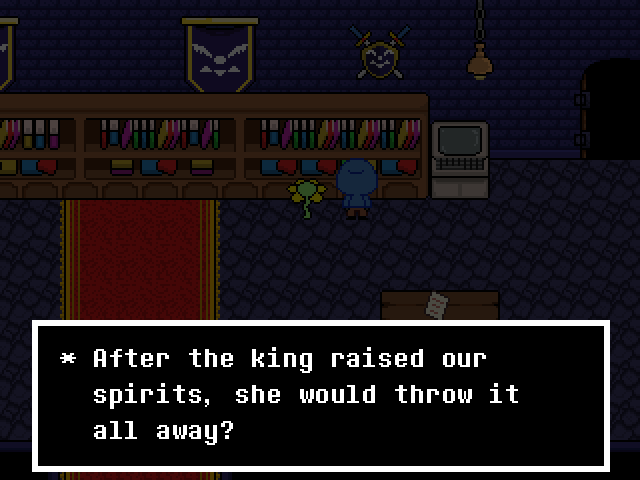 * After the king raised our
spirits, she would throw it
all away?